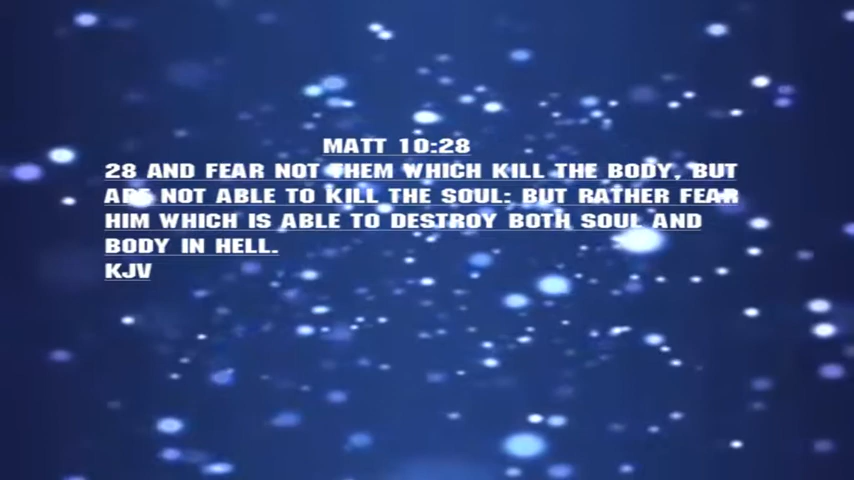 MATT 10:28
28 AND FEAR NOT THEM WHICH KILL THE BODY, BUT
ARE NOT ABLE TO KILL THE SOUL: BUT RATHER FEAR
HIM WHICH IS ABLE TO DESTROY BOTH SOUL AND
BODY IN HELL.
KJV